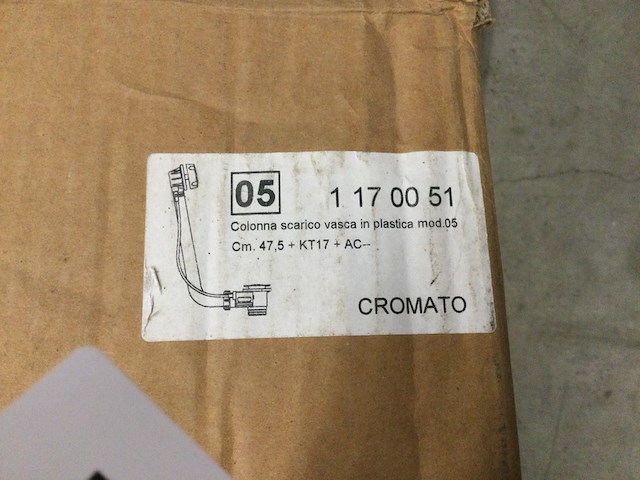 05 1 17 00 51
Colonna scarico vasca in plastica mod.05
Cm. 47,5 + KT17 + AC--
CROMATO